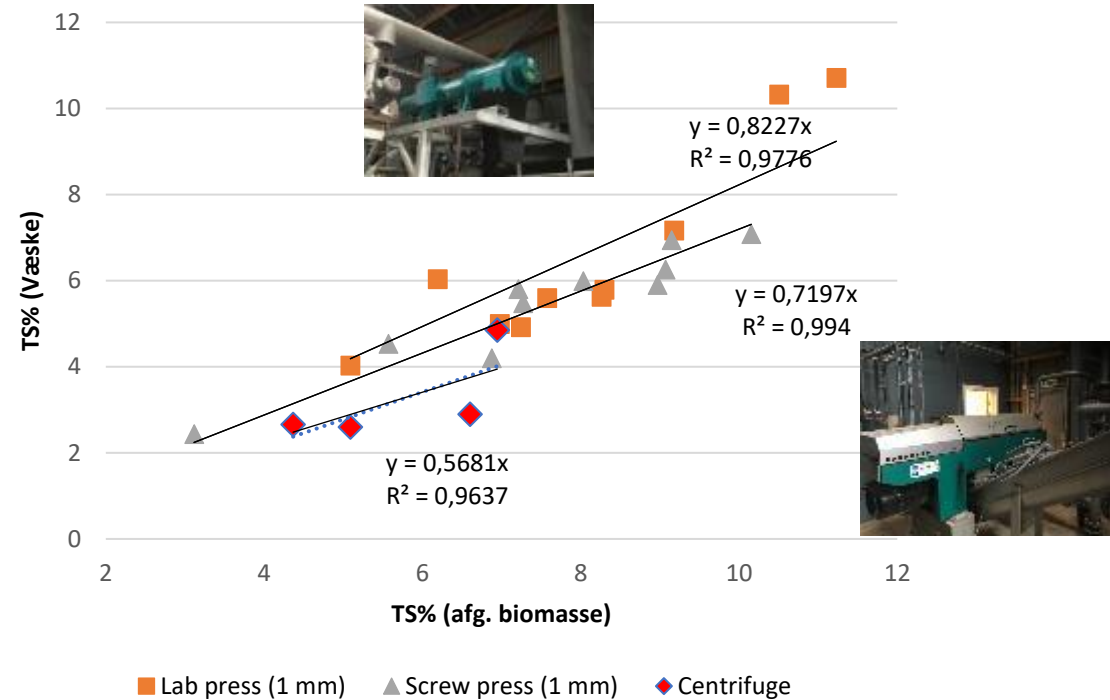 12
10
8
6
4
2
0
TS% (Væske)
y = 0,8227x
R² = 0,9776
y = 0,7197x
R² = 0,994
y = 0,5681x
R² = 0,9637
2 4 6 8 10 12
TS% (afg. biomasse)
Lab press (1 mm) Screw press (1 mm) Centrifuge